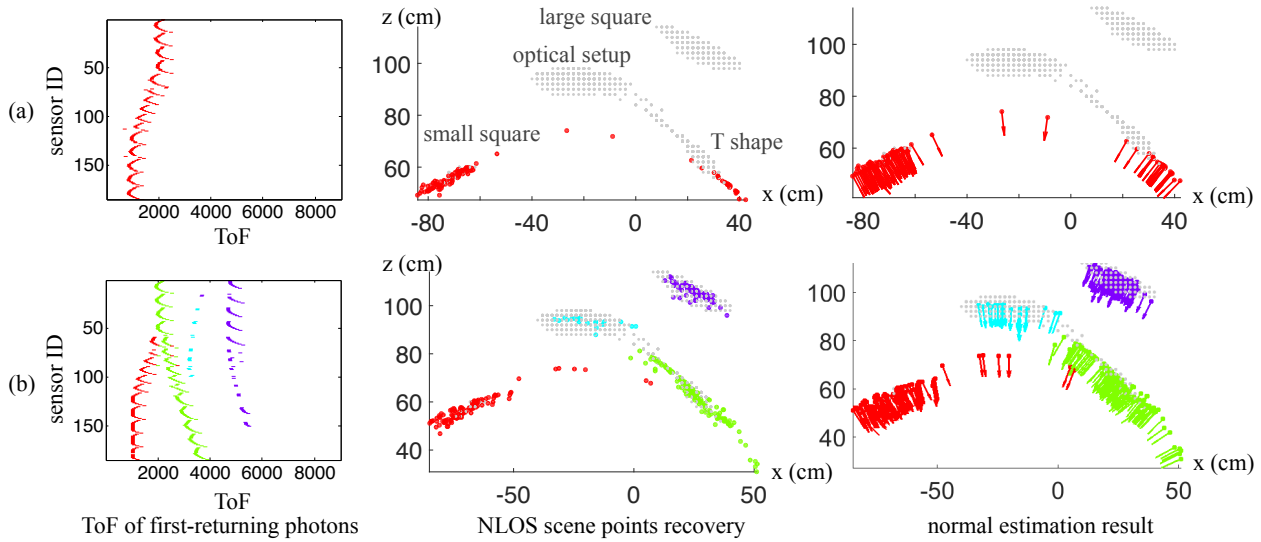 (a)
sensor ID
50
100
150
2000 4000 6000 8000
ToF
z (cm)
large square
optical setup
small square
T shape
100
80
60
x (cm)
-80 -40 0 40
100
80
60
x (cm)
-80 -40 0 40
(b)
sensor ID
50
100
150
2000 4000 6000 8000
ToF
ToF of first-returning photons
z (cm)
100
80
60
40
x (cm)
-50 0 50
NLOS scene points recovery
100
80
60
40
x (cm)
-50 0 50
normal estimation result